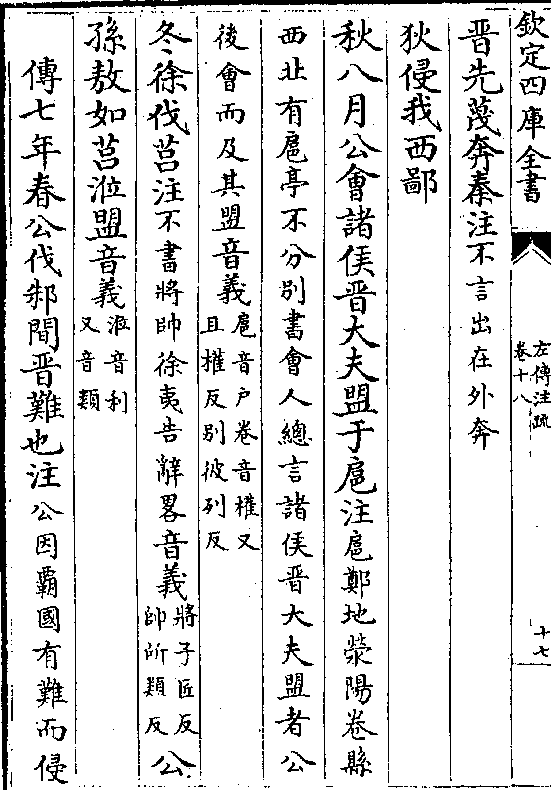 欽定四庫全書
左傳注疏
卷十八
十七
晉先蔑奔秦注不言出在外奔
狄侵我西鄙
秋八月公會諸侯晉大夫盟于扈注扈鄭地滎陽卷縣
西北有扈亭不分別書會人總言諸侯晉大夫盟者公
後會而及其盟音義扈音户卷音權又且權反别彼列反
冬徐伐莒注不書將帥徐夷告辭畧音義將子匠反帥所類反公
孫敖如莒涖盟音義涖音利又音類
傳七年春公伐邾閒晉難也注公因霸國有難而侵